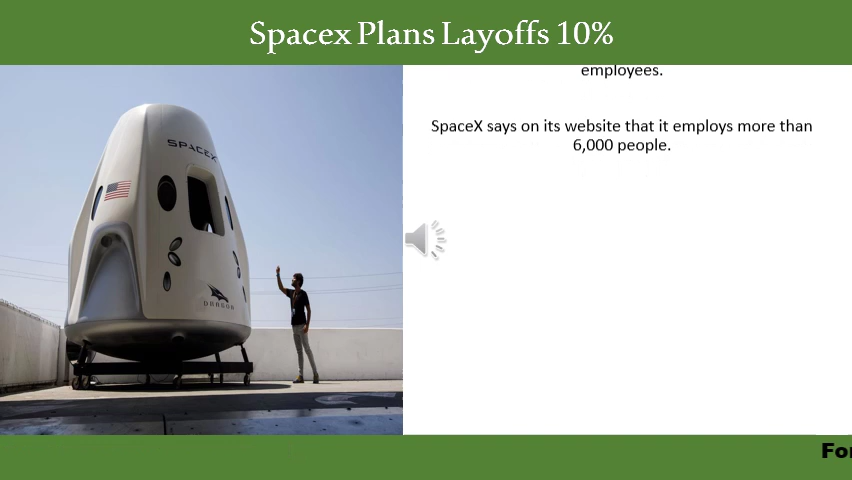 Spacex Plans Layoffs 10%
employees.
SpaceX says on its website that it employs more than
6,000 people.
SPACEX
DRAGON
For